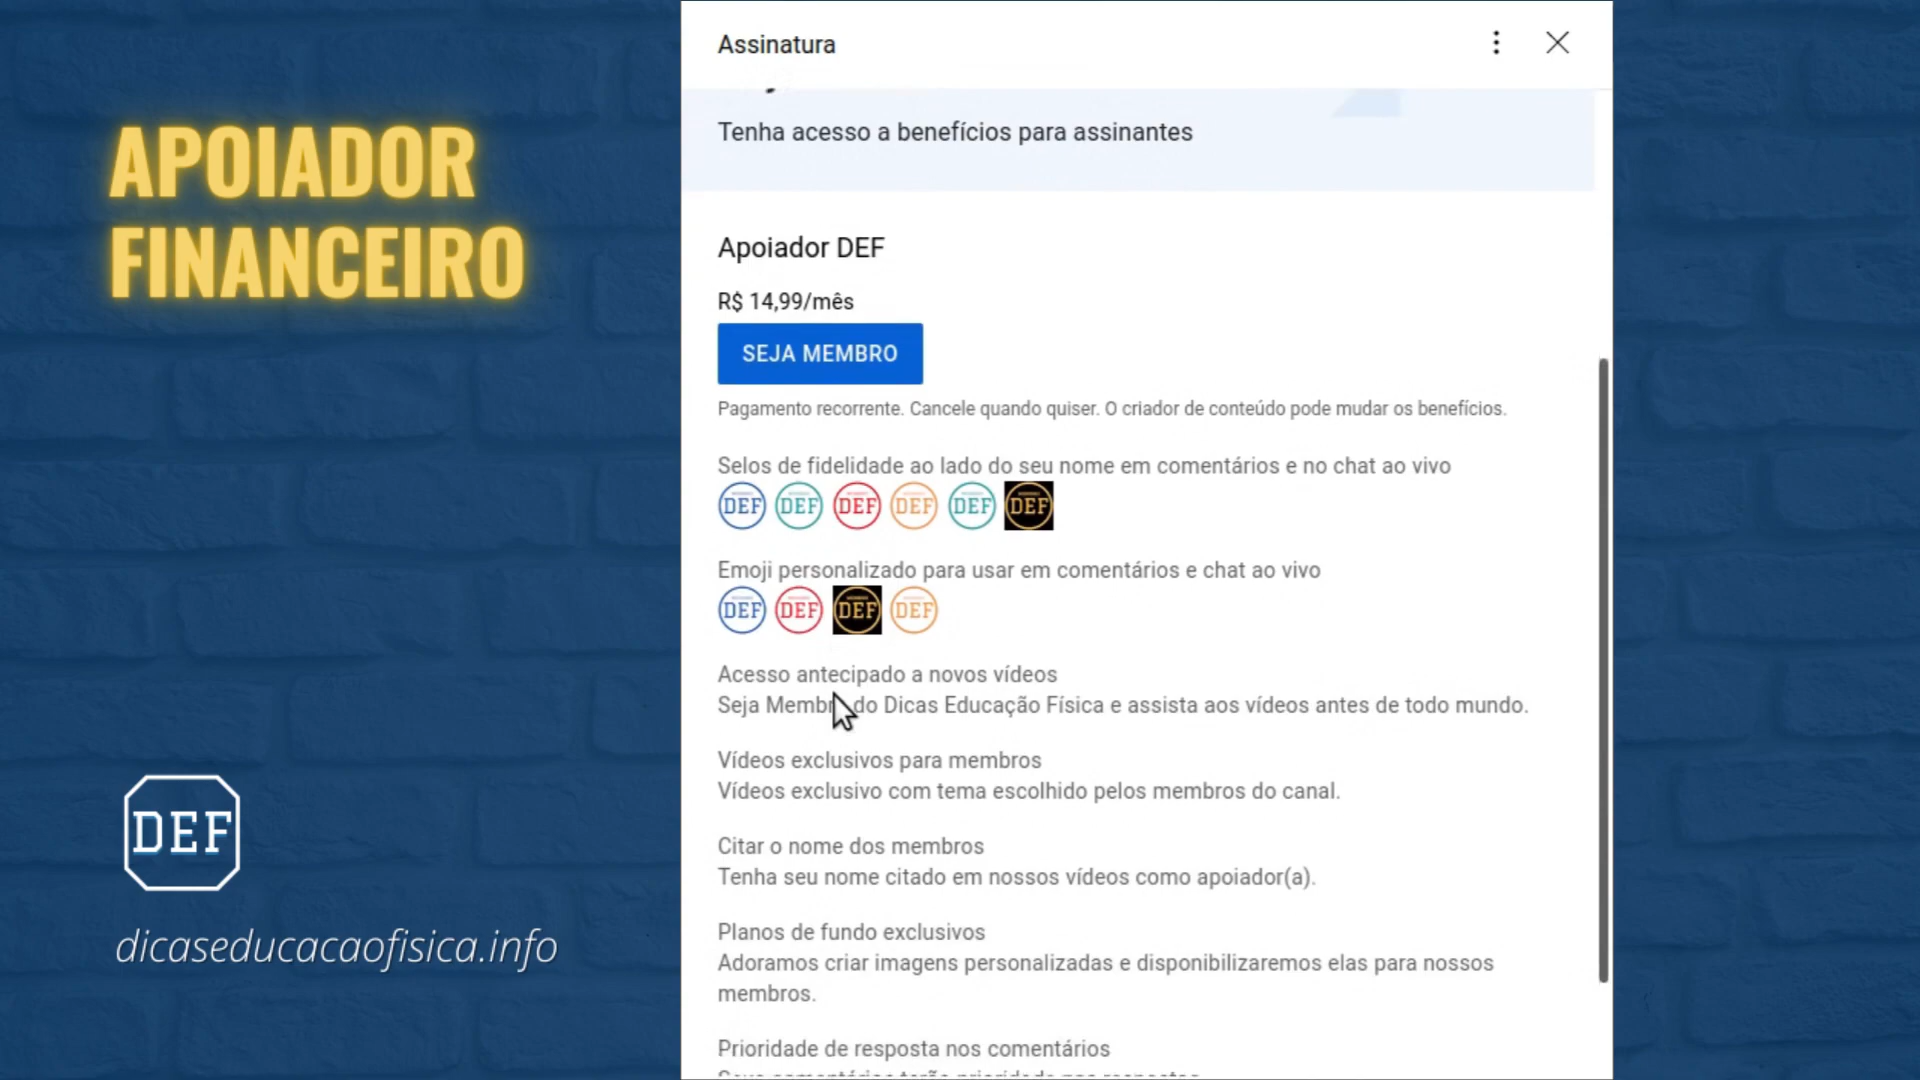 APOIADOR
FINANCEIRO
DEF
dicaseducacaofisica.info
Assinatura
Tenha acesso a benefícios para assinantes
Apoiador DEF
R$ 14,99/mês
SEJA MEMBRO
Pagamento recorrente. Cancele quando quiser. O criador de conteúdo pode mudar os benefícios.
Selos de fidelidade ao lado do seu nome em comentários e no chat ao vivo
DEF DEF DEF DEF DEF DEF
Emoji personalizado para usar em comentários e chat ao vivo
DEF DEF DEF DEF
Acesso antecipado a novos vídeos
Seja Membro do Dicas Educação Física e assista aos vídeos antes de todo mundo.
Vídeos exclusivos para membros
Vídeos exclusivo com tema escolhido pelos membros do canal.
Citar o nome dos membros
Tenha seu nome citado em nossos vídeos como apoiador(a).
Planos de fundo exclusivos
Adoramos criar imagens personalizadas e disponibilizaremos elas para nossos
membros.
Prioridade de resposta nos comentários